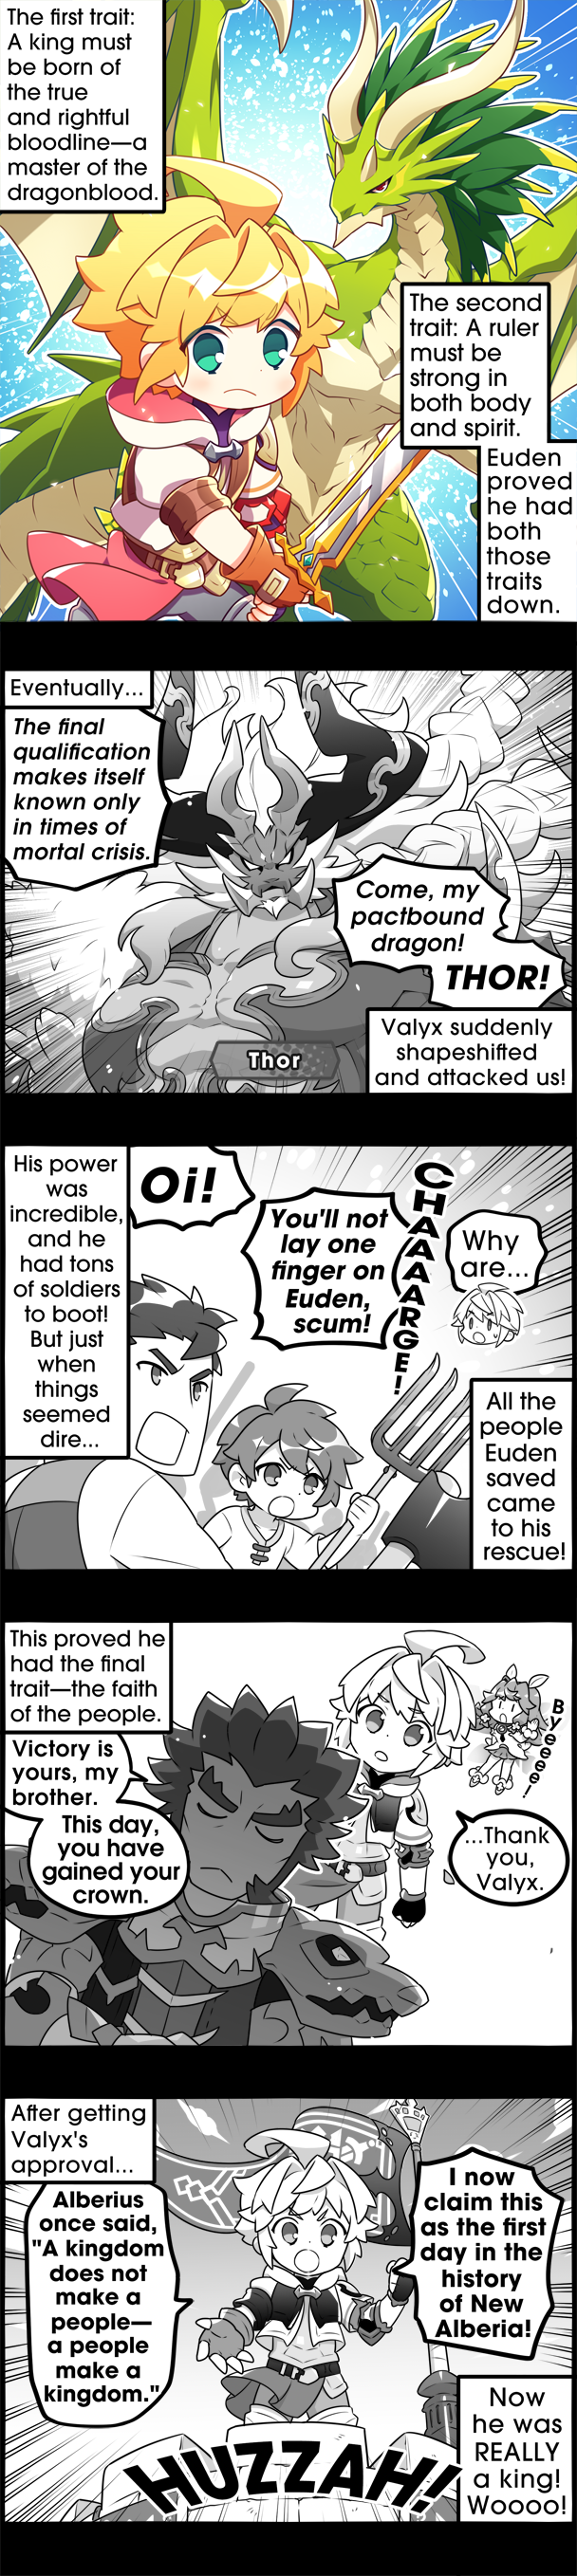 The first trait:
A king must
be born of
the true
and rightful
bloodline—a
master of the
dragonblood.
The second
trait: A ruler
must be
strong in
both body
and spirit.
Euden
proved
he had
both
those
traits
down.
Eventually...
The final
qualification
makes itself
known only
in times of
mortal crisis.
Come, my
pactbound
dragon!
THOR!
Thor
Valyx suddenly
shapeshifted
and attacked us!
His power
was
incredible,
and he
had tons
of soldiers
to boot!
But just
when
things
seemed
dire...
Oi!
You'll not
lay one
finger on
Euden,
scum!
CHAAAARGE!
Why
are...
All the
people
Euden
saved
came
to his
rescue!
This proved he
had the final
trait—the faith
of the people.
Victory is
yours, my
brother.
This day,
you have
gained your
crown.
Byeeee!
...Thank
you,
Valyx.
After getting
Valyx's
approval...
Alberius
once said,
"A kingdom
does not
make a
people—
a people
make a
kingdom."
I now
claim this
as the first
day in the
history
of New
Alberia!
HUZZAH!
Now
he was
REALLY
a king!
Woooo!